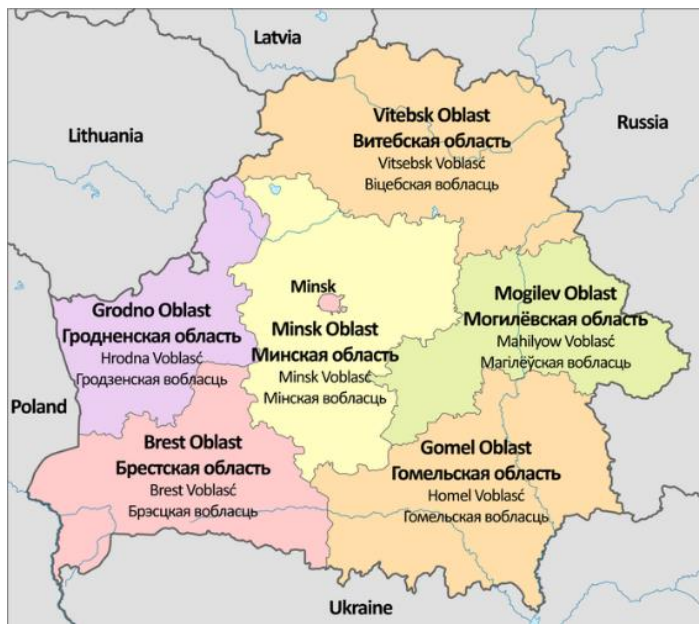 Latvia
Lithuania
Russia
Vitebsk Oblast
Витебская область
Vitsebsk Voblasć
Віцебская вобласць
Minsk
Grodno Oblast
Гродненская область
Hrodna Voblasć
Гродзенская вобласць
Minsk Oblast
Минская область
Minsk Voblasć
Мінская вобласць
Mogilev Oblast
Могилёвская область
Mahilyow Voblasć
Магілёўская вобласць
Poland
Brest Oblast
Брестская область
Brest Voblasć
Брэсцкая вобласць
Gomel Oblast
Гомельская область
Homel Voblasć
Гомельская вобласць
Ukraine